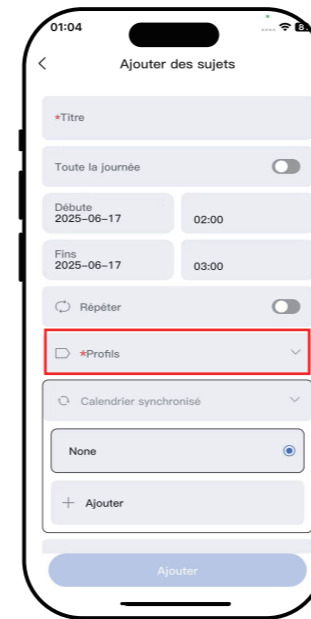 01:04
Ajouter des sujets
*Titre
Toute la journée
Débute
2025-06-17
02:00
Fins
2025-06-17
03:00
Répéter
*Profils
Calendrier synchronisé
None
Ajouter
Ajouter